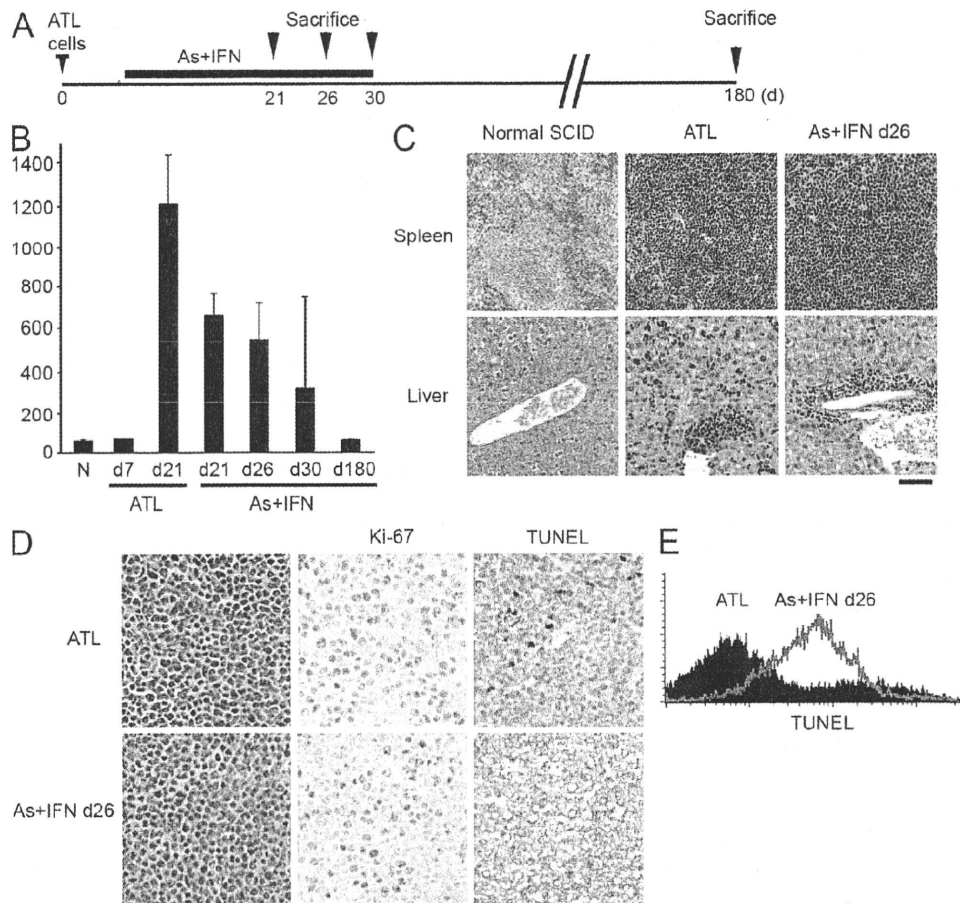 A
ATL
cells
Sacrifice
Sacrifice
As+IFN
0
21
26
30
180 (d)
B
1400
1200
1000
800
600
400
200
0
N
d7
d21
d21
d26
d30
d180
ATL
As+IFN
C
Normal SCID
ATL
As+IFN d26
Spleen
Liver
D
Ki-67
TUNEL
ATL
As+IFN d26
E
ATL
As+IFN d26
TUNEL